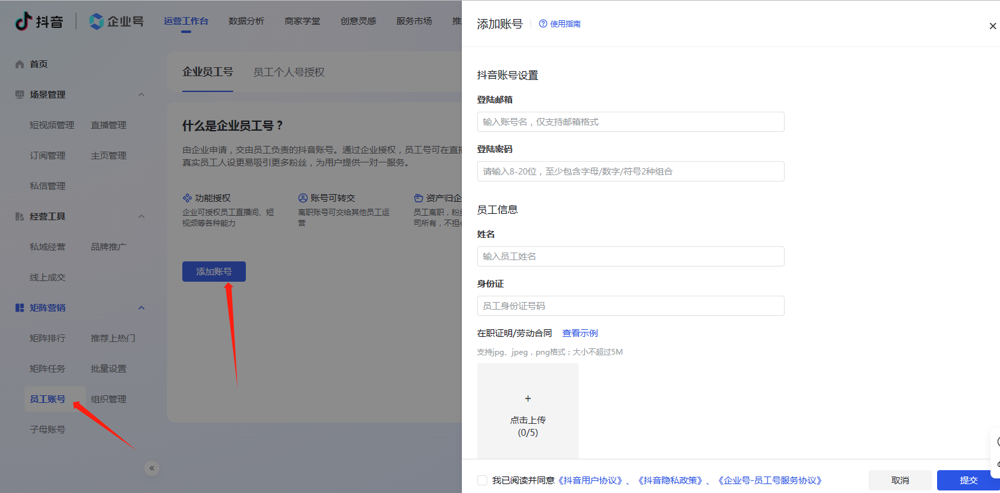 抖音 企业号 运营工作台 数据分析 商家学堂 创意灵感 服务市场 推
首页
场景管理
短视频管理 直播管理
订阅管理 主页管理
私信管理
经营工具
私域经营 品牌推广
线上成交
矩阵营销
矩阵排行 推荐上热门
矩阵任务 批量设置
员工账号 组织管理
子母账号
«
企业员工号 员工个人号授权
什么是企业员工号？
由企业申请，交由员工负责的抖音账号。通过企业授权，员工号可在直播
真实员工人设更易吸引更多粉丝，为用户提供一对一服务。
功能授权
企业可授权员工直播间、短
视频等各种能力
账号可转交
离职账号可交给其他员工运
营
资产归企
员工离职，粉
司所有，不担
添加账号
添加账号 使用指南
抖音账号设置
登陆邮箱
输入账号名，仅支持邮箱格式
登陆密码
请输入8-20位，至少包含字母/数字/符号2种组合
员工信息
姓名
输入员工姓名
身份证
员工身份证号码
在职证明/劳动合同 查看示例
支持jpg、jpeg，png格式；大小不超过5M
+
点击上传
(0/5)
我已阅读并同意《抖音用户协议》、《抖音隐私政策》、《企业号-员工号服务协议》
取消 提交